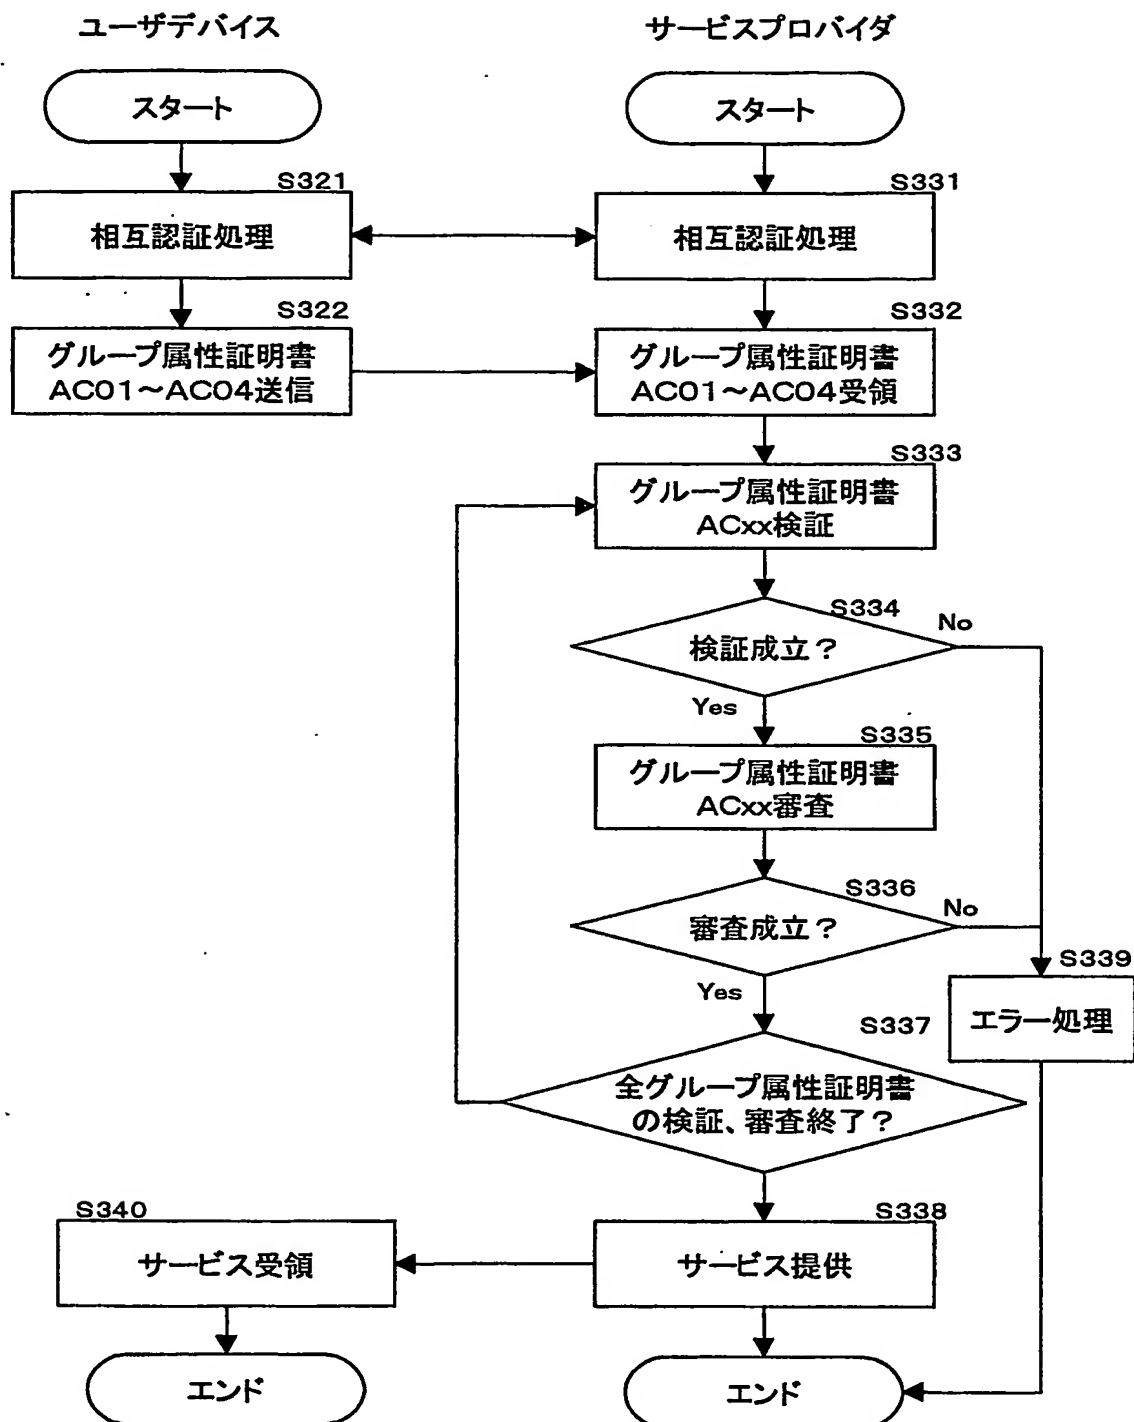 ユーザデバイス
サービスプロバイダ
スタート
スタート
S321
相互認証処理
S331
相互認証処理
S322
グループ属性証明書
AC01～AC04送信
S332
グループ属性証明書
AC01～AC04受領
S333
グループ属性証明書
ACxx検証
S334
検証成立?
No
Yes
S335
グループ属性証明書
ACxx審査
S336
審査成立?
No
Yes
S339
エラー処理
S337
全グループ属性証明書
の検証、審査終了?
S340
サービス受領
S338
サービス提供
エンド
エンド